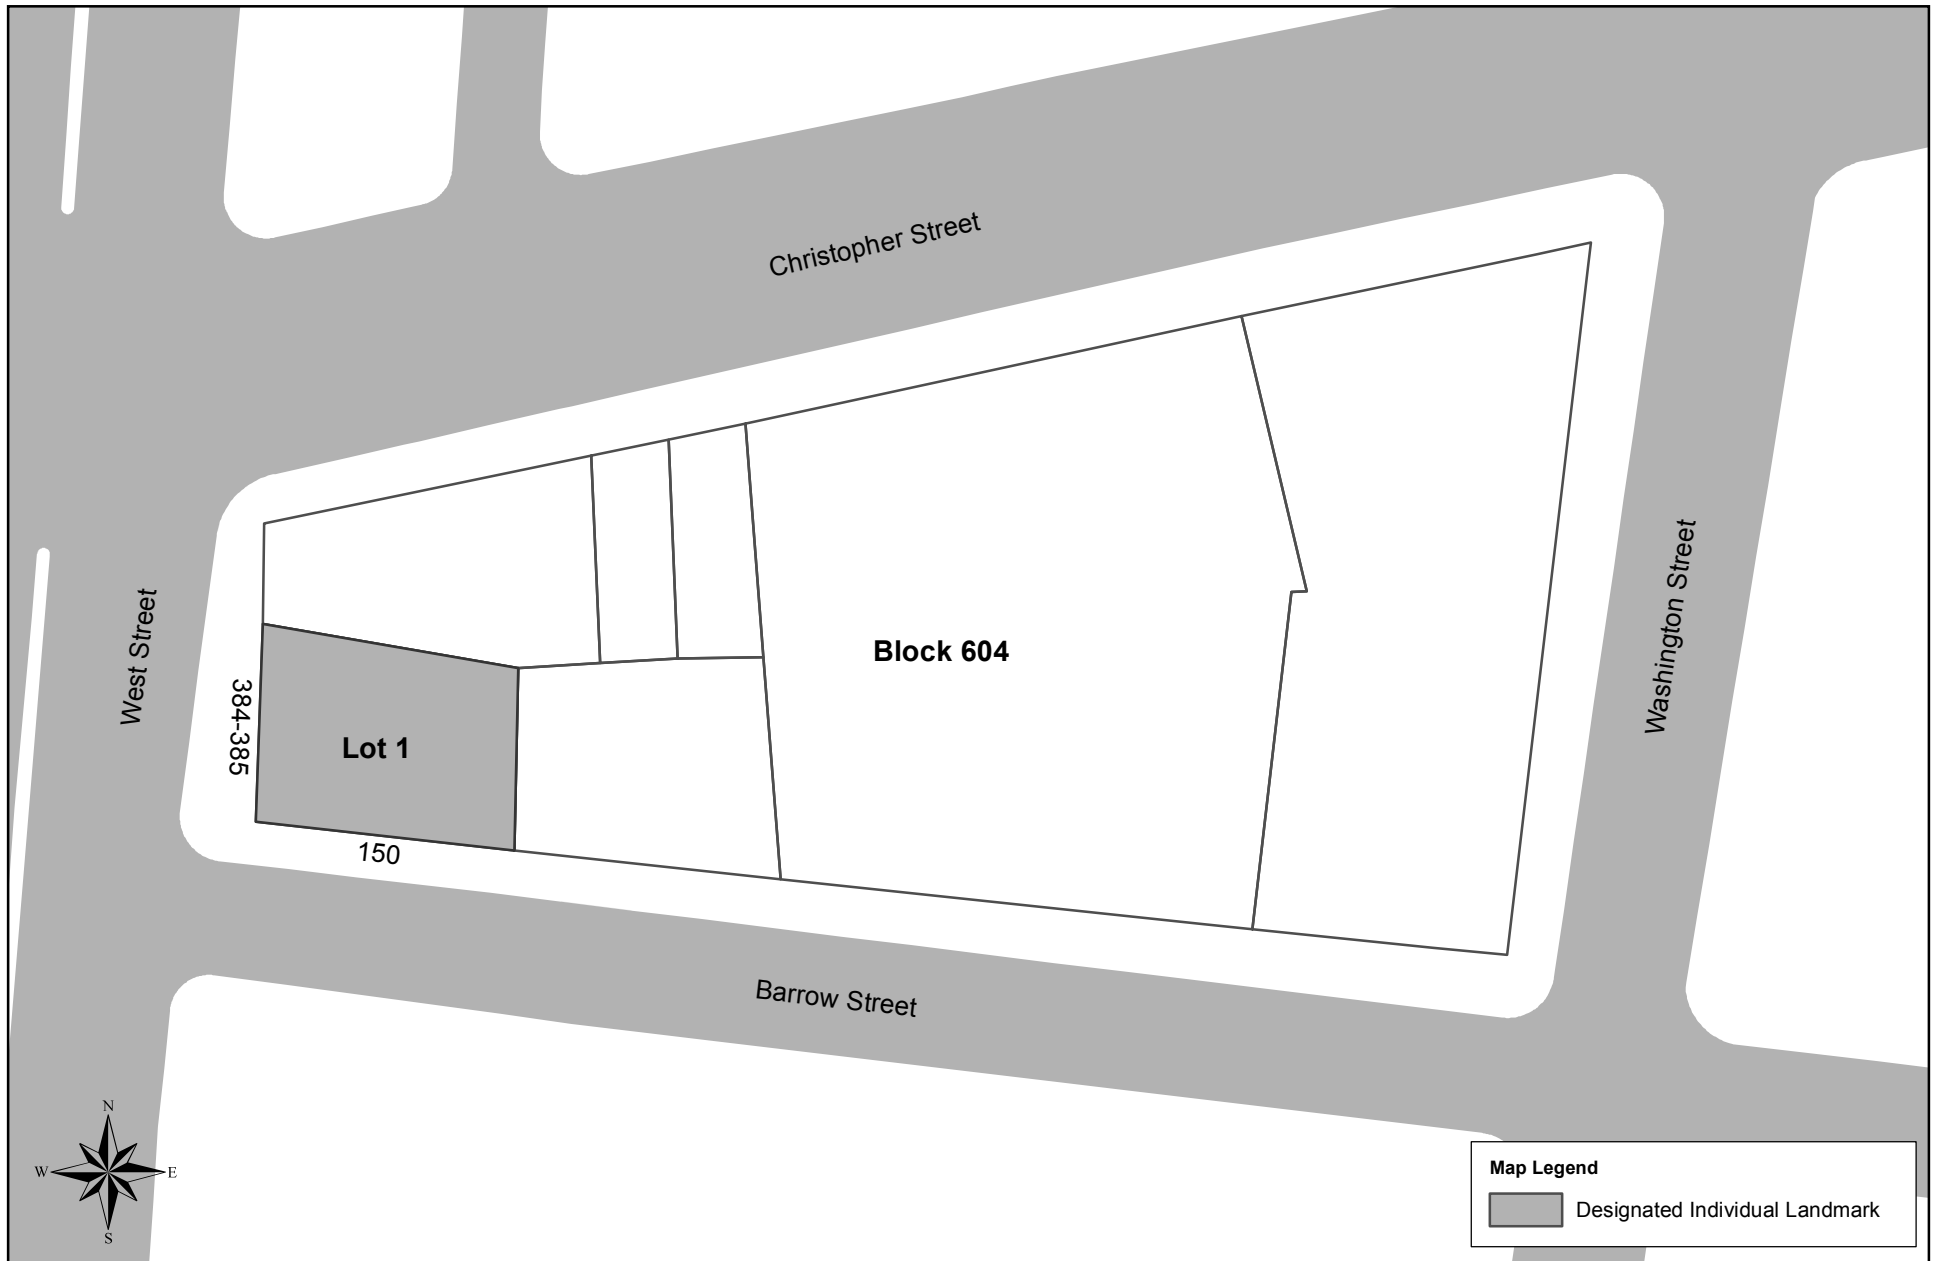 Christopher Street
West Street
384-385
Lot 1
150
Block 604
Washington Street
Barrow Street
N
W
E
S
Map Legend
Designated Individual Landmark